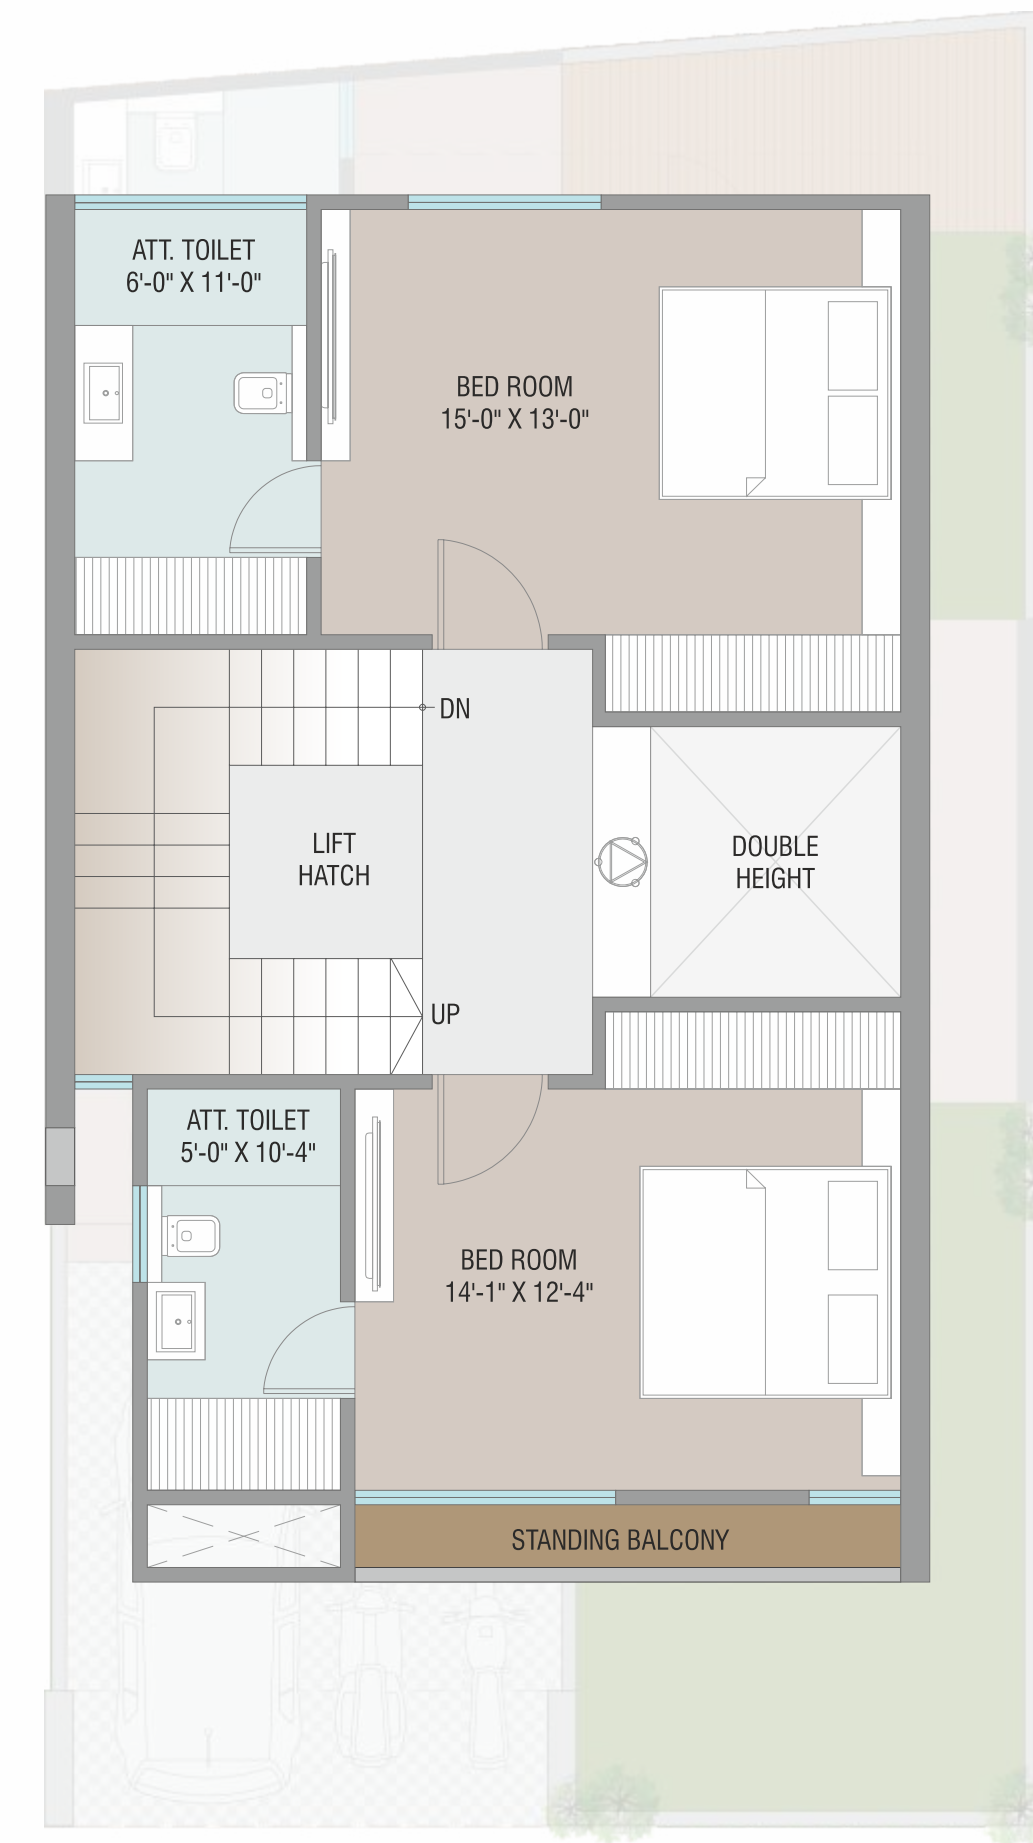 ATT. TOILET
6'-0" X 11'-0"
BED ROOM
15'-0" X 13'-0"
DN
LIFT
HATCH
DOUBLE
HEIGHT
UP
ATT. TOILET
5'-0" X 10'-4"
BED ROOM
14'-1" X 12'-4"
STANDING BALCONY